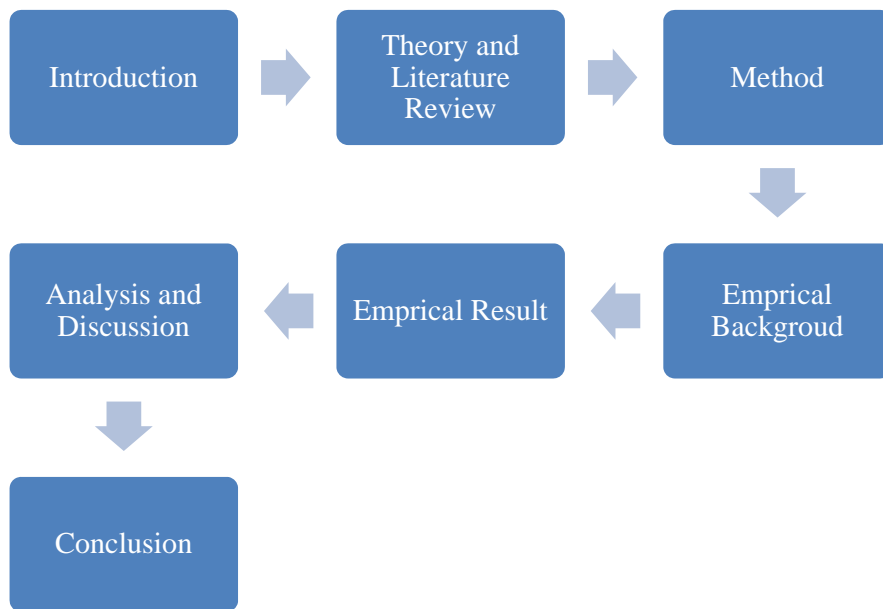 Introduction
Theory and
Literature
Review
Method
Emprical
Backgroud
Emprical Result
Analysis and
Discussion
Conclusion